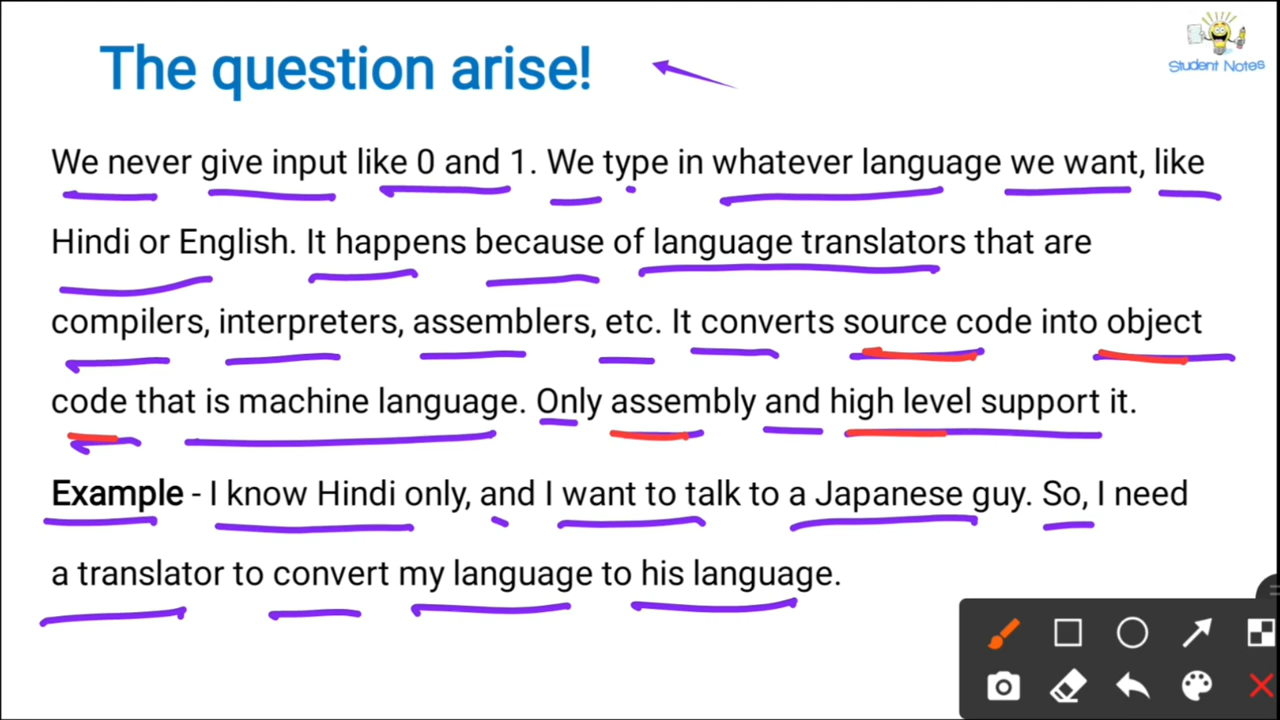 The question arise!
Student Notes
We never give input like 0 and 1. We type in whatever language we want, like
Hindi or English. It happens because of language translators that are
compilers, interpreters, assemblers, etc. It converts source code into object
code that is machine language. Only assembly and high level support it.
Example - I know Hindi only, and I want to talk to a Japanese guy. So, I need
a translator to convert my language to his language.